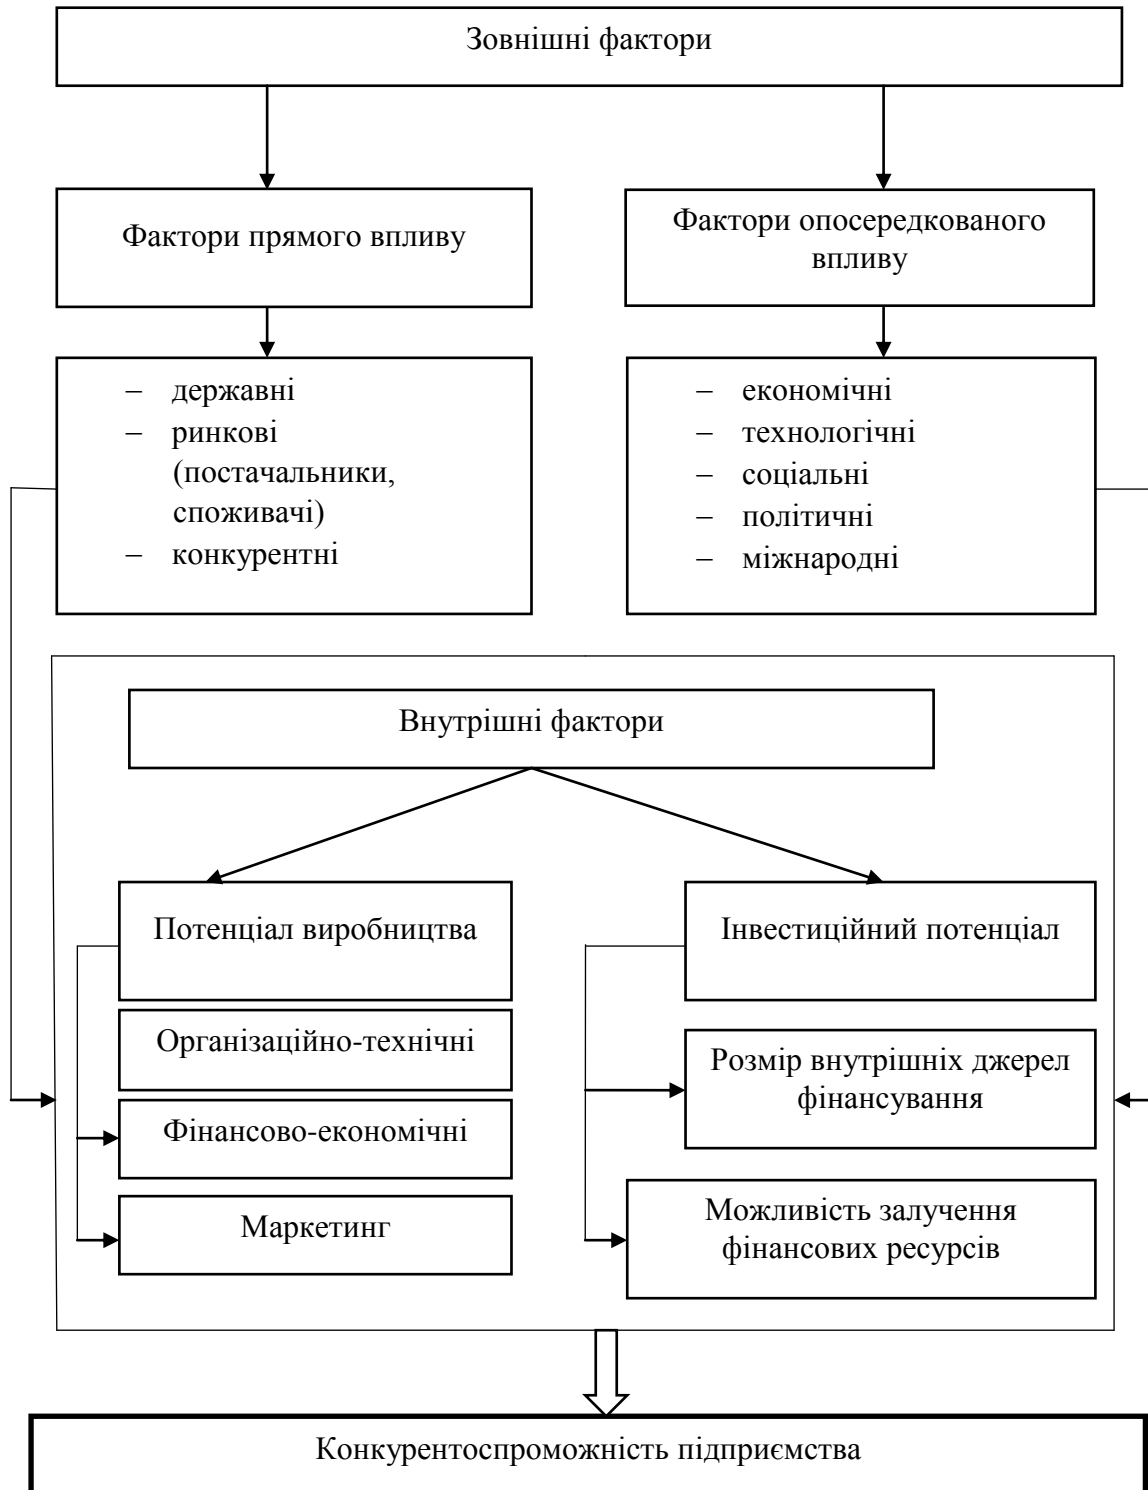 Зовнішні фактори
Фактори прямого впливу
Фактори опосередкованого
впливу
– державні
– ринкові
(постачальники,
споживачі)
– конкурентні
– економічні
– технологічні
– соціальні
– політичні
– міжнародні
Внутрішні фактори
Потенціал виробництва
Інвестиційний потенціал
Організаційно-технічні
Розмір внутрішніх джерел
фінансування
Фінансово-економічні
Маркетинг
Можливість залучення
фінансових ресурсів
Конкурентоспроможність підприємства